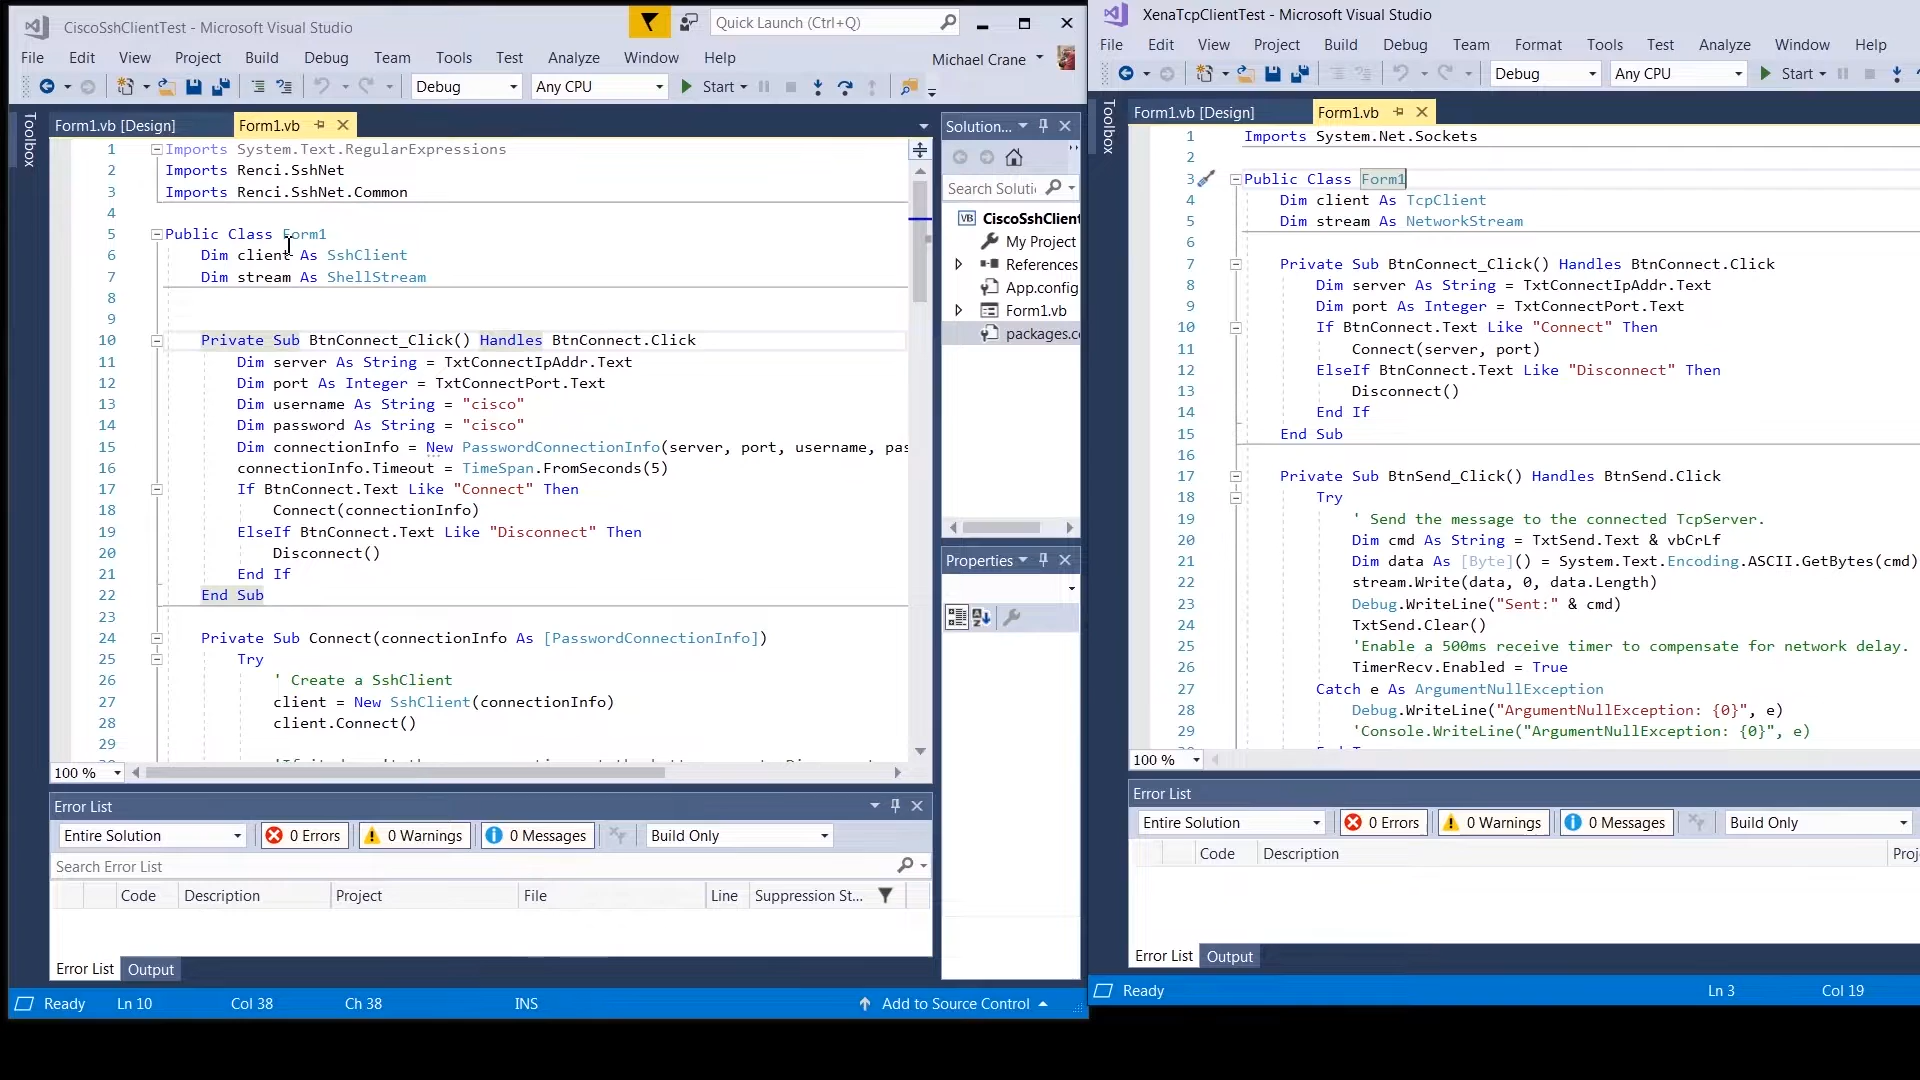 CiscoSshClientTest - Microsoft Visual Studio
Quick Launch (Ctrl+Q)
File Edit View Project Build Debug Team Tools Test Analyze Window Help
Michael Crane
Debug Any CPU Start
Toolbox
Form1.vb [Design] Form1.vb
1 Imports System.Text.RegularExpressions
2 Imports Renci.SshNet
3 Imports Renci.SshNet.Common
4
5 Public Class Form1
6 Dim client As SshClient
7 Dim stream As ShellStream
8
9
10 Private Sub BtnConnect_Click() Handles BtnConnect.Click
11 Dim server As String = TxtConnectIpAddr.Text
12 Dim port As Integer = TxtConnectPort.Text
13 Dim username As String = "cisco"
14 Dim password As String = "cisco"
15 Dim connectionInfo = New PasswordConnectionInfo(server, port, username, pas
16 connectionInfo.Timeout = TimeSpan.FromSeconds(5)
17 If BtnConnect.Text Like "Connect" Then
18 Connect(connectionInfo)
19 ElseIf BtnConnect.Text Like "Disconnect" Then
20 Disconnect()
21 End If
22 End Sub
23
24 Private Sub Connect(connectionInfo As [PasswordConnectionInfo])
25 Try
26 ' Create a SshClient
27 client = New SshClient(connectionInfo)
28 client.Connect()
29
100 %
Solution...
Search Soluti
VB CiscoSshClient
My Project
References
App.config
Form1.vb
packages.c
Properties
Error List
Entire Solution 0 Errors 0 Warnings 0 Messages Build Only
Search Error List
Code Description Project File Line Suppression St...
Error List Output
Ready Ln 10 Col 38 Ch 38 INS Add to Source Control
XenaTcpClientTest - Microsoft Visual Studio
File Edit View Project Build Debug Team Format Tools Test Analyze Window Help
Debug Any CPU Start
Toolbox
Form1.vb [Design] Form1.vb
1 Imports System.Net.Sockets
2
3 Public Class Form1
4 Dim client As TcpClient
5 Dim stream As NetworkStream
6
7 Private Sub BtnConnect_Click() Handles BtnConnect.Click
8 Dim server As String = TxtConnectIpAddr.Text
9 Dim port As Integer = TxtConnectPort.Text
10 If BtnConnect.Text Like "Connect" Then
11 Connect(server, port)
12 ElseIf BtnConnect.Text Like "Disconnect" Then
13 Disconnect()
14 End If
15 End Sub
16
17 Private Sub BtnSend_Click() Handles BtnSend.Click
18 Try
19 ' Send the message to the connected TcpServer.
20 Dim cmd As String = TxtSend.Text & vbCrLf
21 Dim data As [Byte]() = System.Text.Encoding.ASCII.GetBytes(cmd)
22 stream.Write(data, 0, data.Length)
23 Debug.WriteLine("Sent:" & cmd)
24 TxtSend.Clear()
25 'Enable a 500ms receive timer to compensate for network delay.
26 TimerRecv.Enabled = True
27 Catch e As ArgumentNullException
28 Debug.WriteLine("ArgumentNullException: {0}", e)
29 'Console.WriteLine("ArgumentNullException: {0}", e)
100 %
Error List
Entire Solution 0 Errors 0 Warnings 0 Messages Build Only
Code Description Proj
Error List Output
Ready Ln 3 Col 19